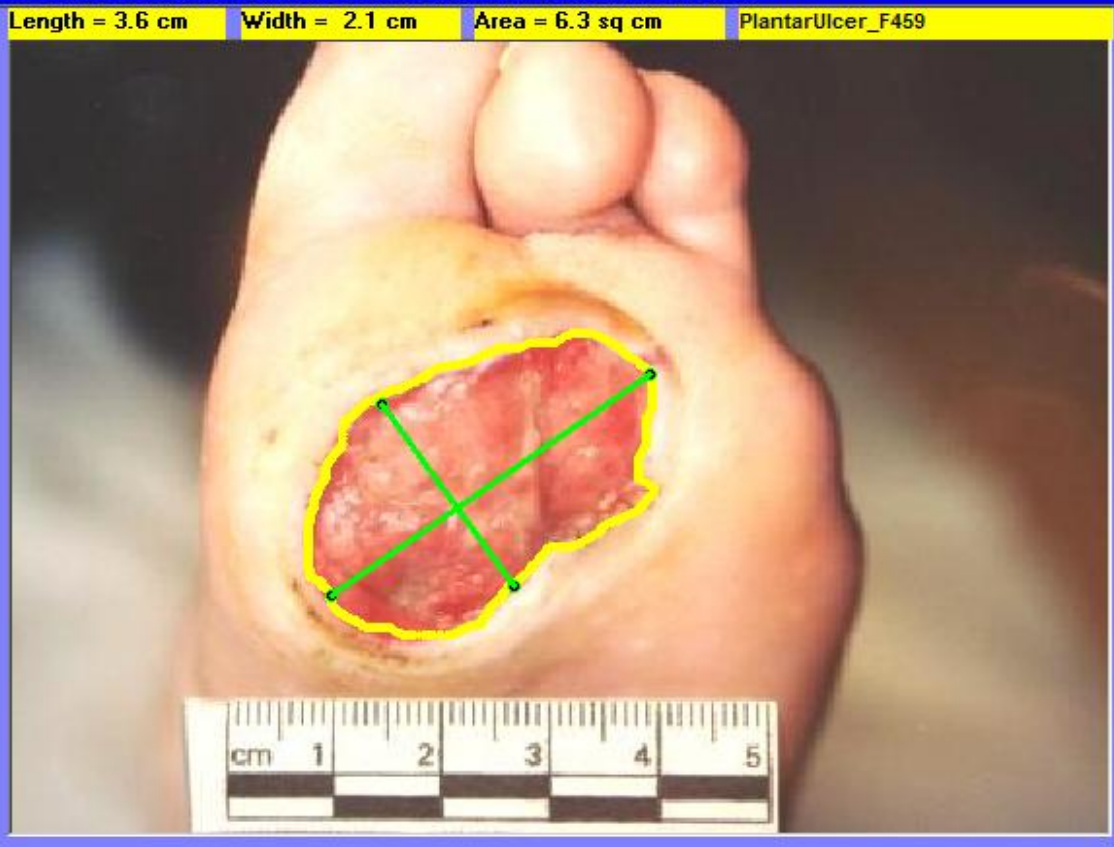 Length = 3.6 cm Width = 2.1 cm Area = 6.3 sq cm PlantarUlcer_F459
cm 1 2 3 4 5